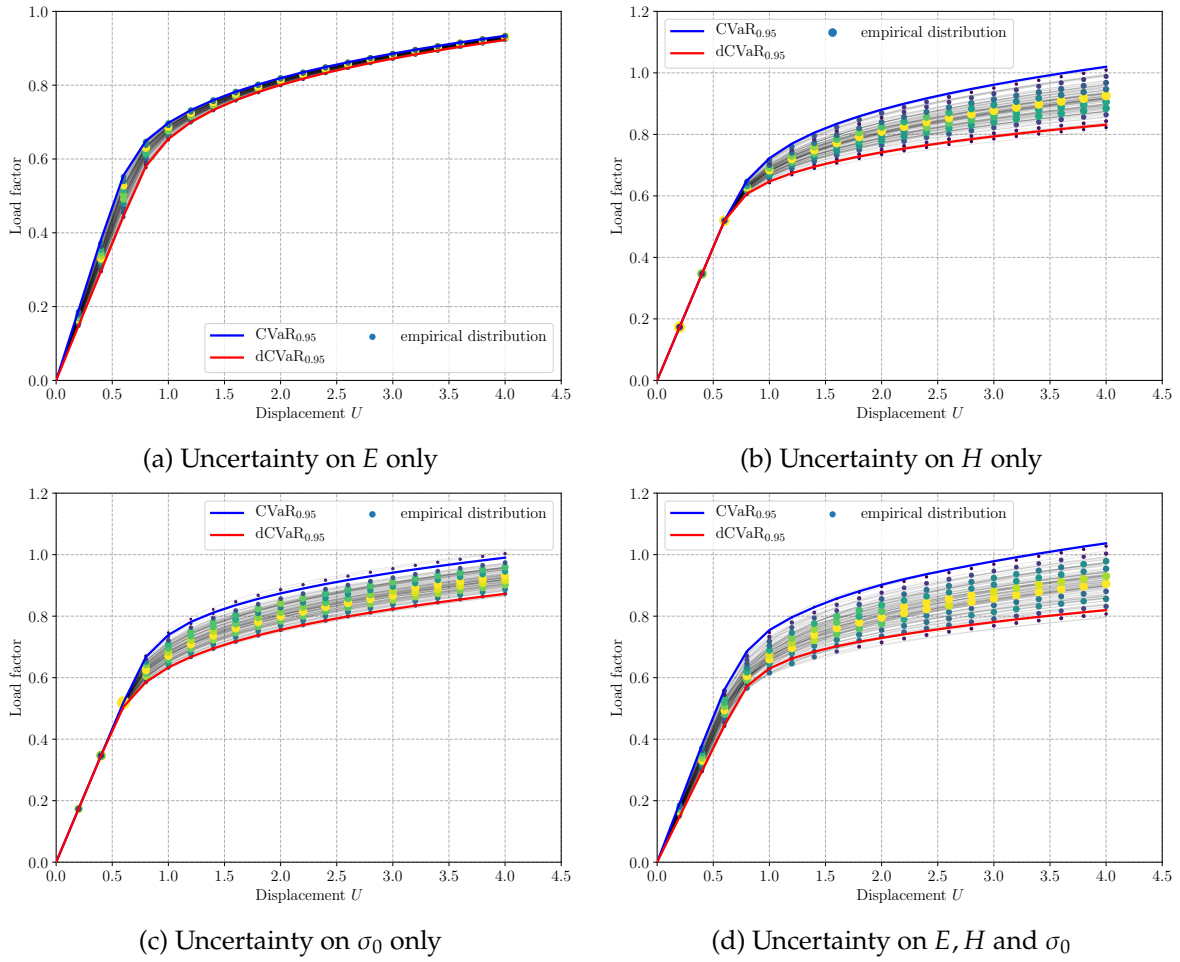 1.0
0.8
0.6
0.4
0.2
0.0
Load factor
CVaR0.95
dCVaR0.95
empirical distribution
0.0 0.5 1.0 1.5 2.0 2.5 3.0 3.5 4.0 4.5
Displacement U
(a) Uncertainty on E only
1.2
1.0
0.8
0.6
0.4
0.2
0.0
Load factor
CVaR0.95
dCVaR0.95
empirical distribution
0.0 0.5 1.0 1.5 2.0 2.5 3.0 3.5 4.0 4.5
Displacement U
(b) Uncertainty on H only
1.2
1.0
0.8
0.6
0.4
0.2
0.0
Load factor
CVaR0.95
dCVaR0.95
empirical distribution
0.0 0.5 1.0 1.5 2.0 2.5 3.0 3.5 4.0 4.5
Displacement U
(c) Uncertainty on σ0 only
1.2
1.0
0.8
0.6
0.4
0.2
0.0
Load factor
CVaR0.95
dCVaR0.95
empirical distribution
0.0 0.5 1.0 1.5 2.0 2.5 3.0 3.5 4.0 4.5
Displacement U
(d) Uncertainty on E, H and σ0